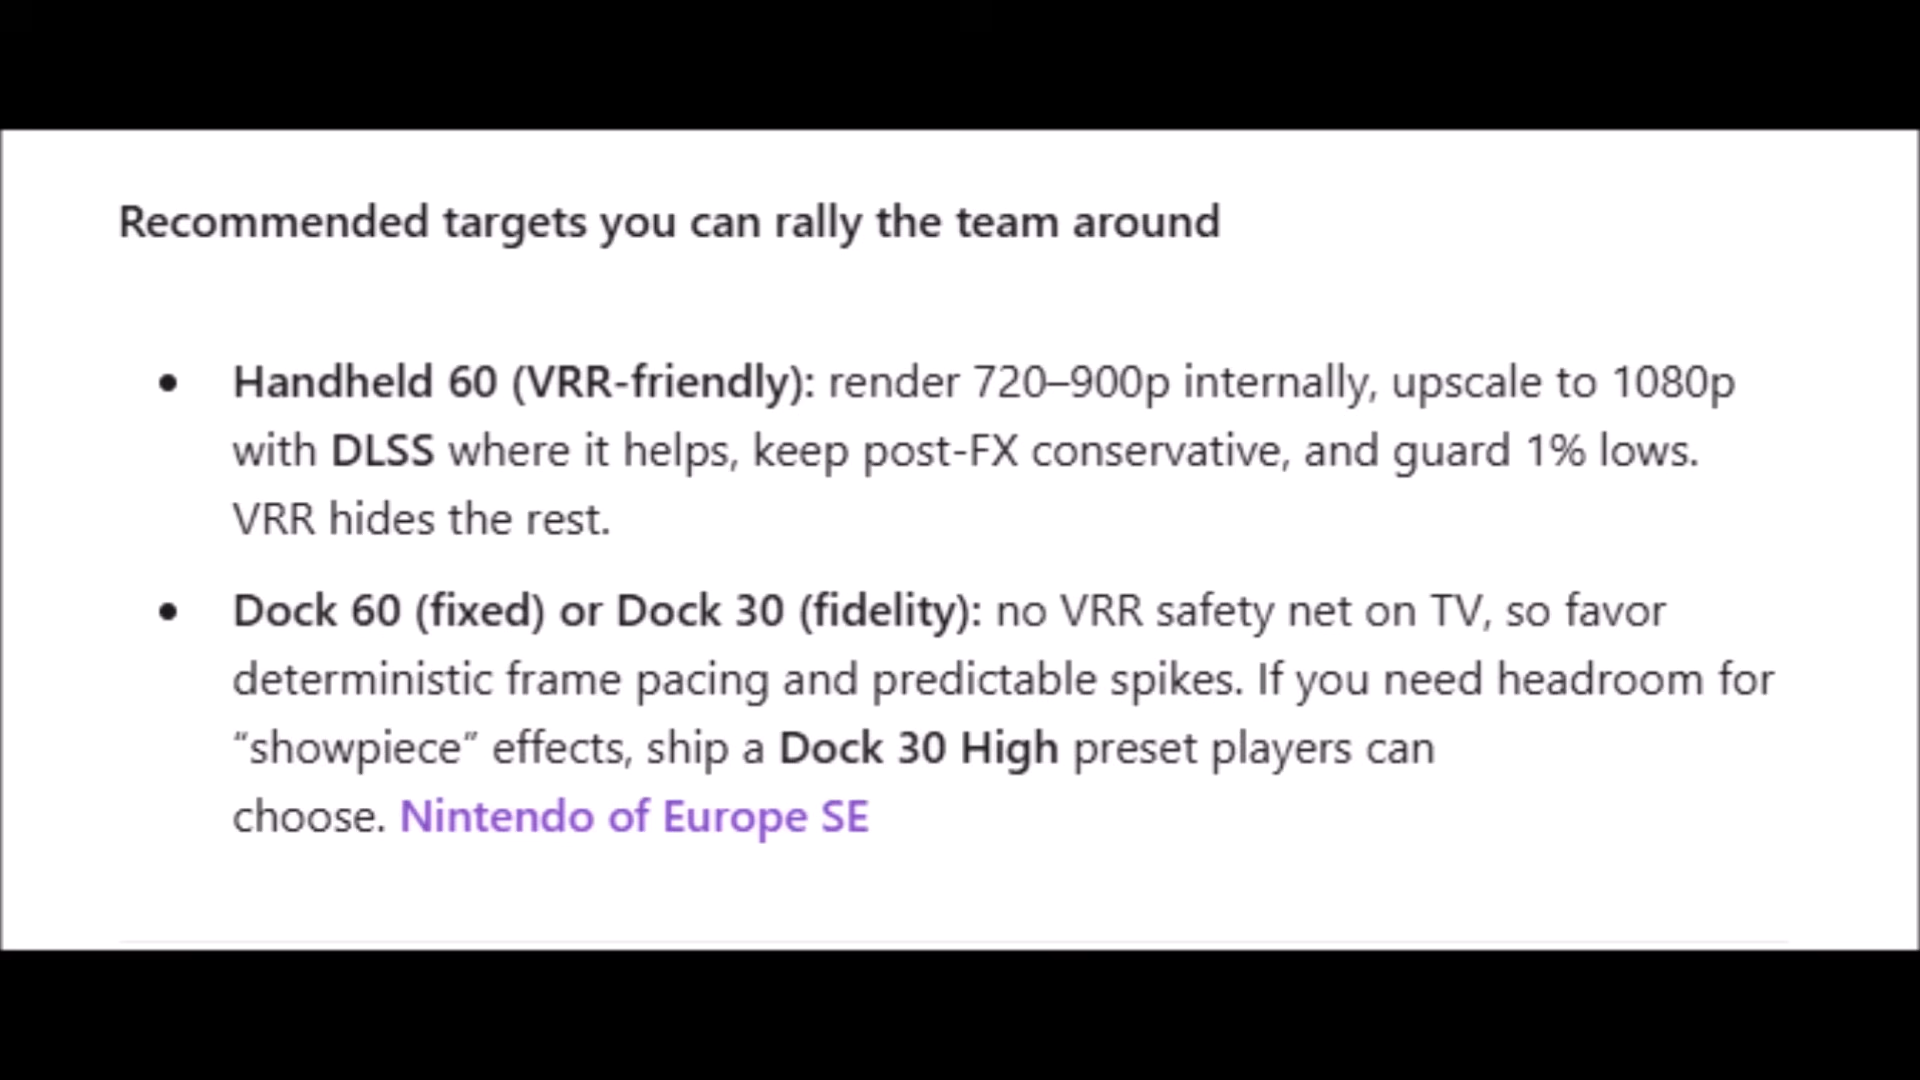 Recommended targets you can rally the team around
• Handheld 60 (VRR-friendly): render 720–900p internally, upscale to 1080p
with DLSS where it helps, keep post-FX conservative, and guard 1% lows.
VRR hides the rest.
• Dock 60 (fixed) or Dock 30 (fidelity): no VRR safety net on TV, so favor
deterministic frame pacing and predictable spikes. If you need headroom for
“showpiece” effects, ship a Dock 30 High preset players can
choose. Nintendo of Europe SE